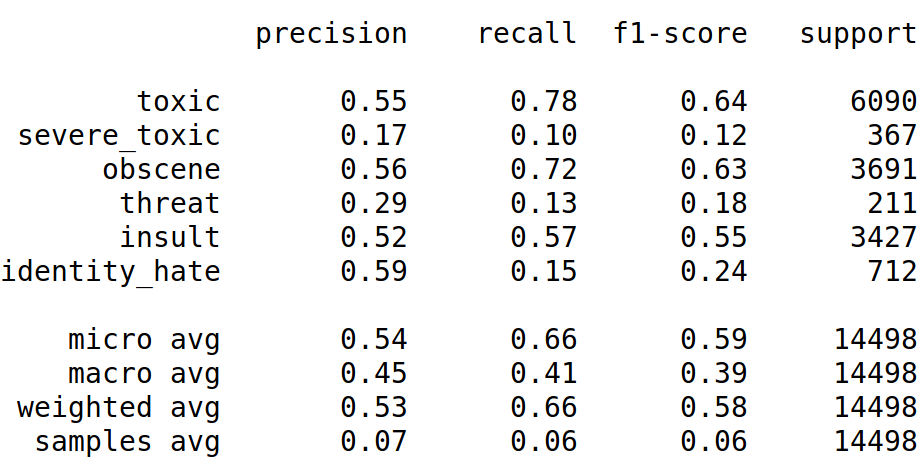 precision recall f1-score support
toxic 0.55 0.78 0.64 6090
severe_toxic 0.17 0.10 0.12 367
obscene 0.56 0.72 0.63 3691
threat 0.29 0.13 0.18 211
insult 0.52 0.57 0.55 3427
identity_hate 0.59 0.15 0.24 712
micro avg 0.54 0.66 0.59 14498
macro avg 0.45 0.41 0.39 14498
weighted avg 0.53 0.66 0.58 14498
samples avg 0.07 0.06 0.06 14498